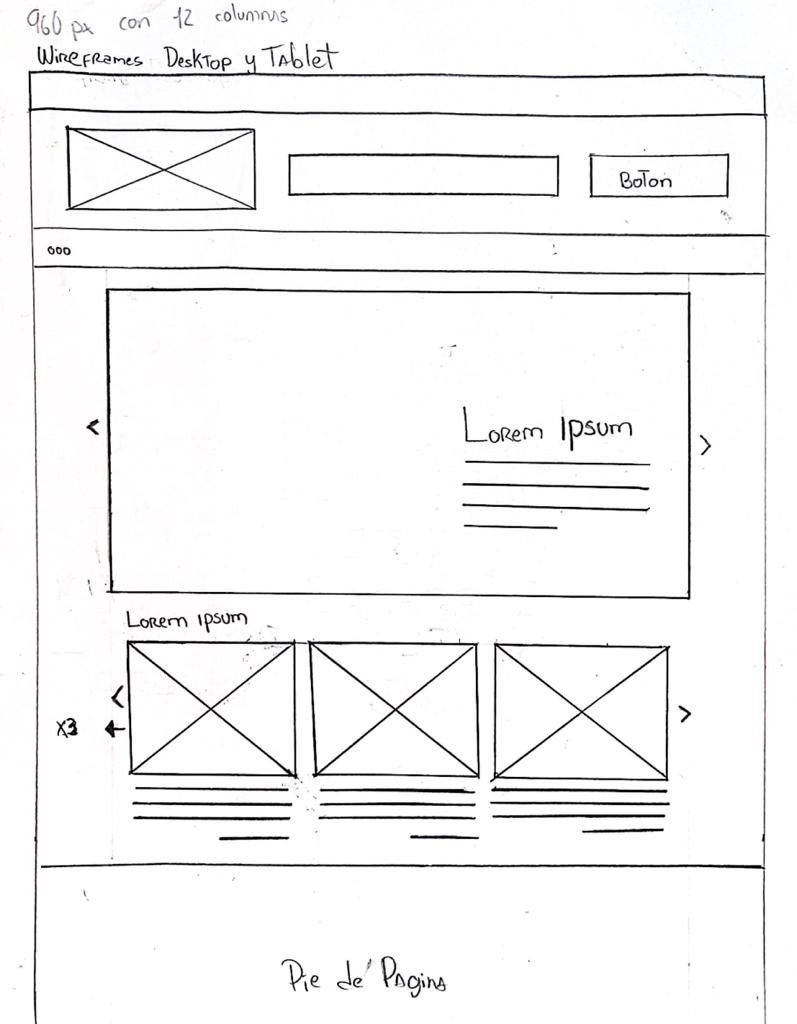 960 px con 12 columnas
Wireframes Desktop y Tablet
Boton
ooo
<
Lorem Ipsum
>
Lorem ipsum
<
>
x3 ←
Pie de Pagina